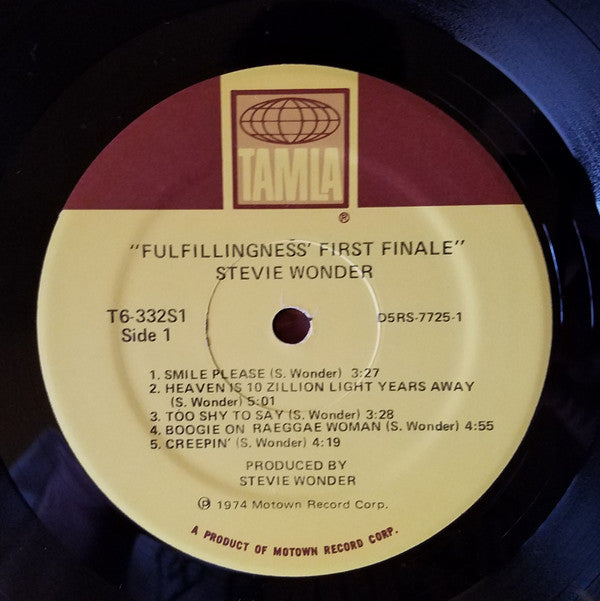 TAMLA
®
"FULFILLINGNESS' FIRST FINALE"
STEVIE WONDER
T6-332S1
Side 1
D5RS-7725-1
1. SMILE PLEASE (S. Wonder) 3:27
2. HEAVEN IS 10 ZILLION LIGHT YEARS AWAY
(S. Wonder) 5:01
3. TOO SHY TO SAY (S. Wonder) 3:28
4. BOOGIE ON RAEGGAE WOMAN (S. Wonder) 4:55
5. CREEPIN' (S. Wonder) 4:19
PRODUCED BY
STEVIE WONDER
℗ 1974 Motown Record Corp.
A PRODUCT OF MOTOWN RECORD CORP.